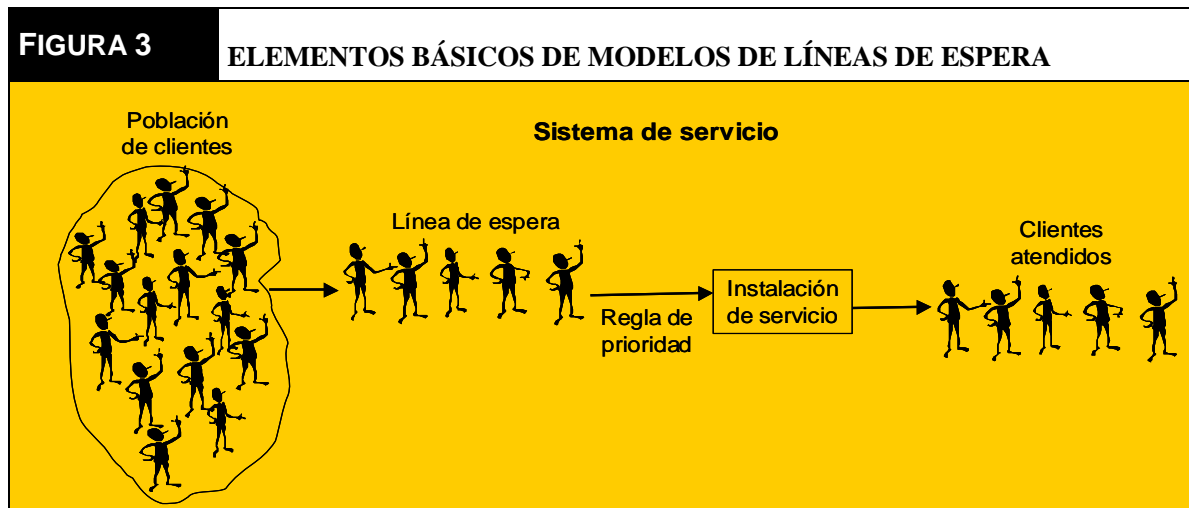 FIGURA 3
ELEMENTOS BÁSICOS DE MODELOS DE LÍNEAS DE ESPERA
Población
de clientes
Sistema de servicio
Línea de espera
Regla de
prioridad
Instalación
de servicio
Clientes
atendidos